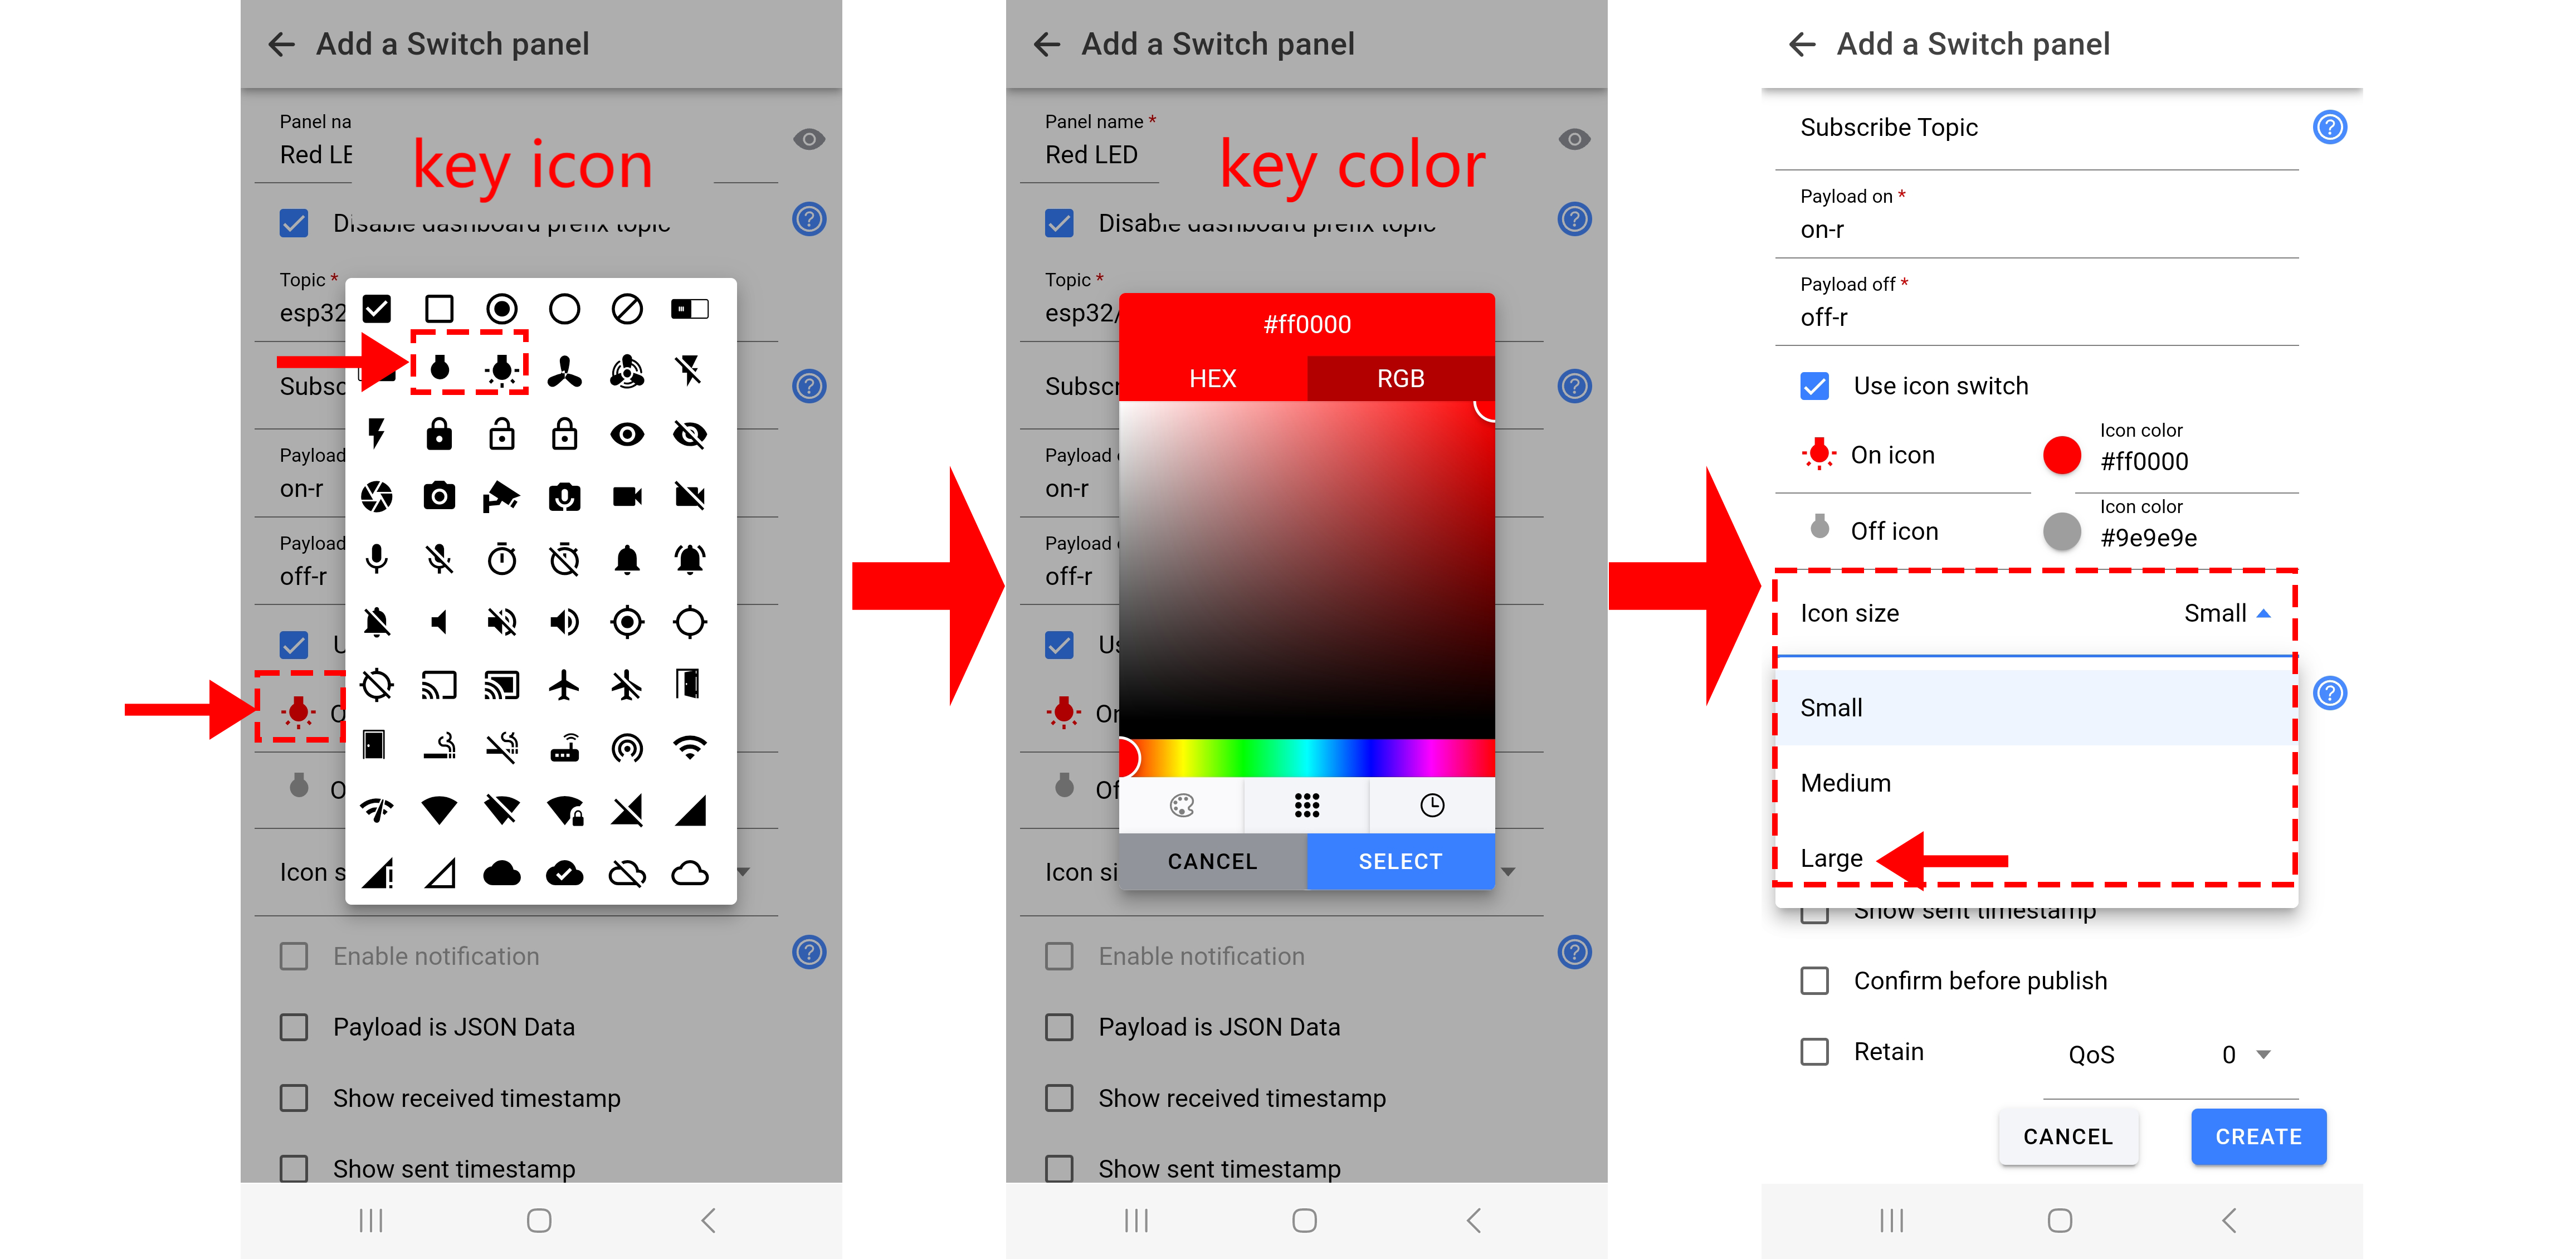 Add a Switch panel
Panel na
Red LE
key icon
Disable dashboard prefix topic
Topic *
esp32
Subsc
Payload
on-r
Payload
off-r
U
O
O
Icon s
Enable notification
Payload is JSON Data
Show received timestamp
Show sent timestamp
Add a Switch panel
Panel name *
Red LED
key color
Disable dashboard prefix topic
Topic *
esp32/
#ff0000
HEX
RGB
Subscr
Payload
on-r
Payload
off-r
Us
On
Of
CANCEL
SELECT
Icon si
Enable notification
Payload is JSON Data
Show received timestamp
Show sent timestamp
Add a Switch panel
Subscribe Topic
Payload on *
on-r
Payload off *
off-r
Use icon switch
On icon
Icon color
#ff0000
Off icon
Icon color
#9e9e9e
Icon size
Small
Small
Medium
Large
Show sent timestamp
Confirm before publish
Retain
QoS
0
CANCEL
CREATE